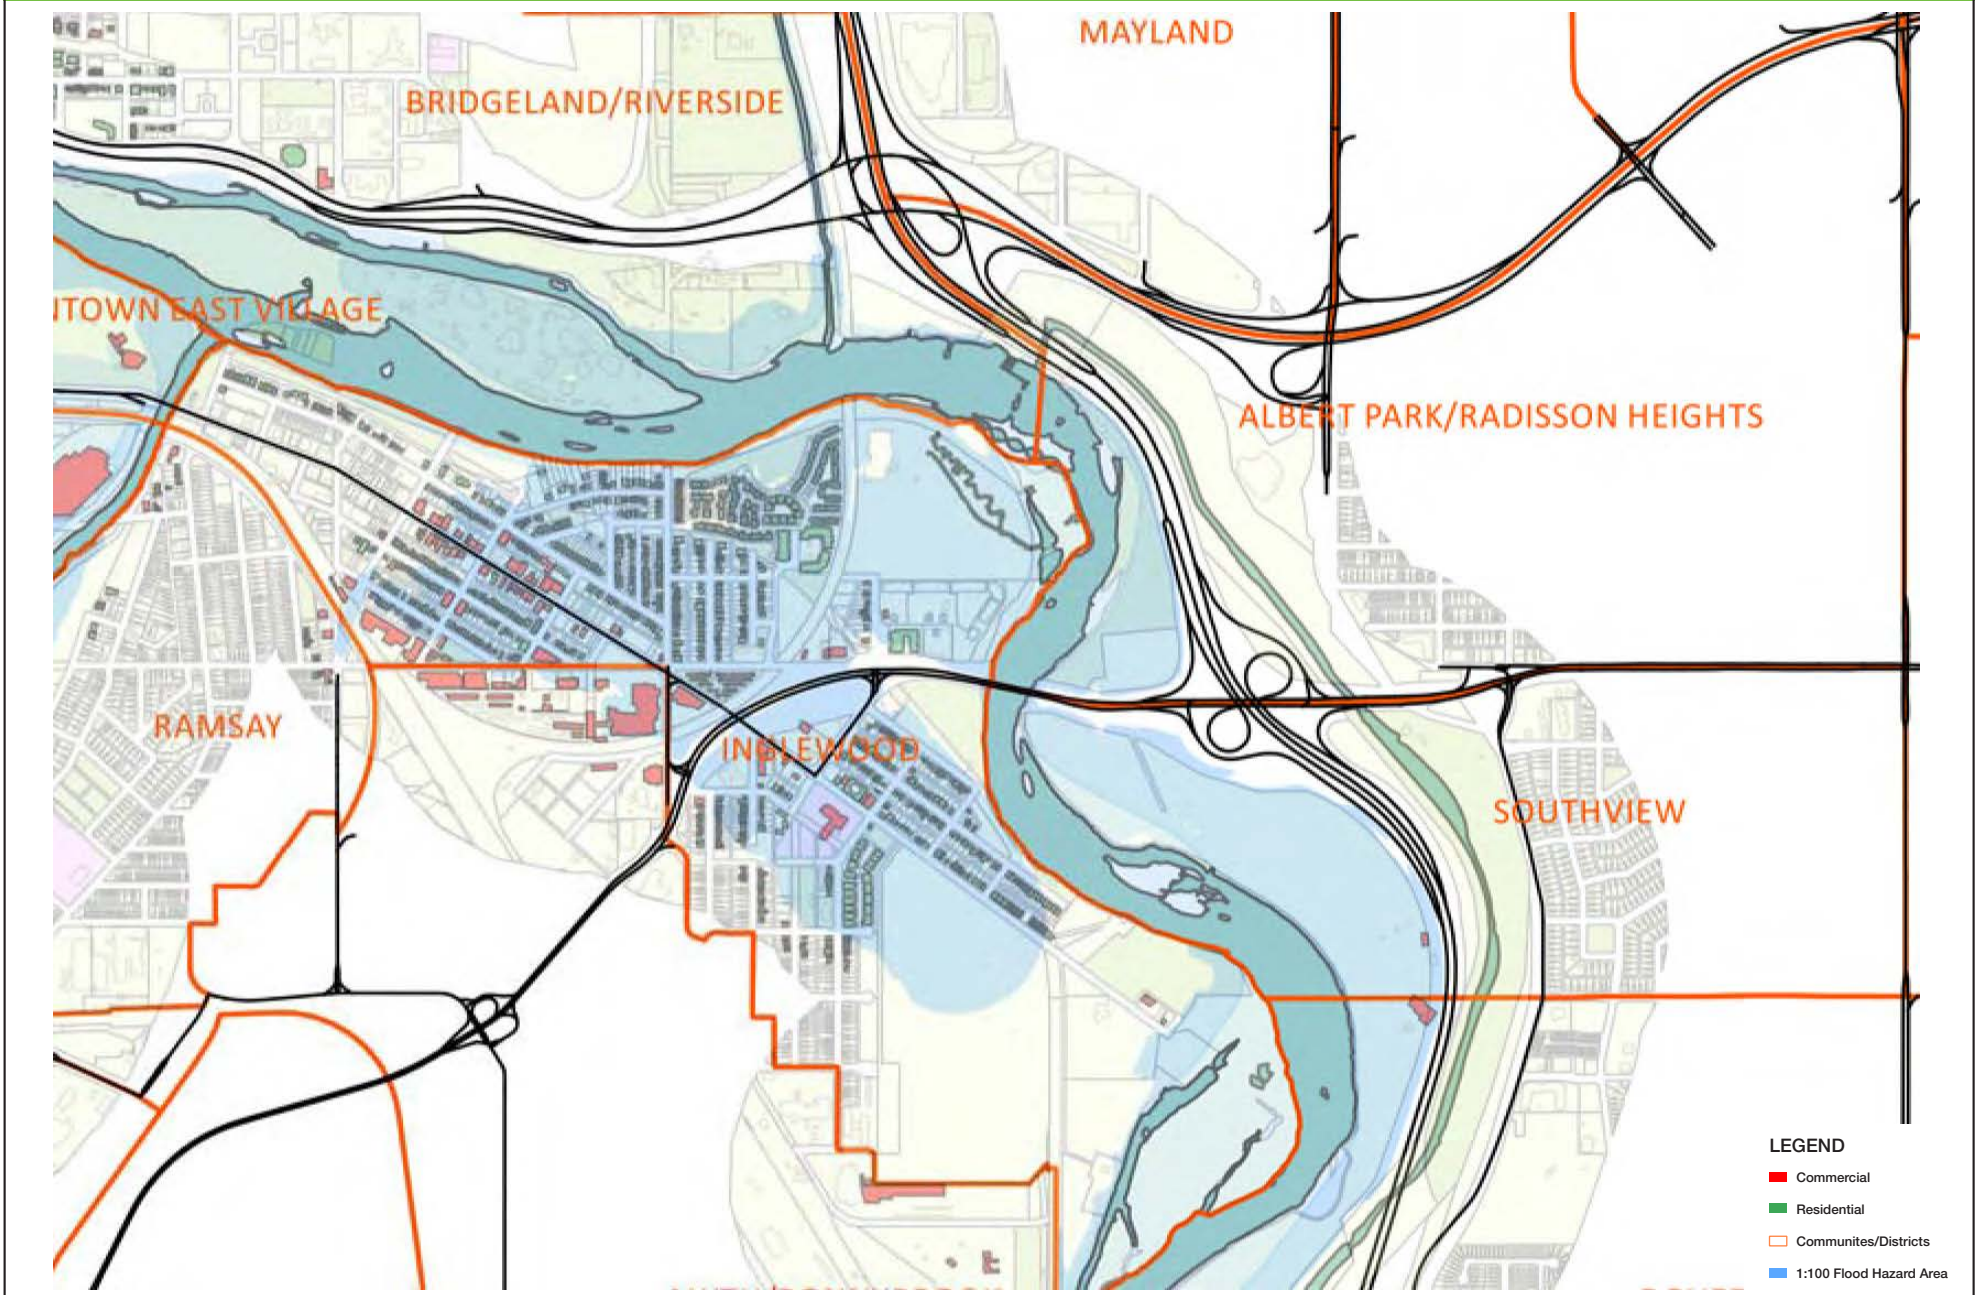 MAYLAND
BRIDGELAND/RIVERSIDE
NTOWN EAST VILLAGE
ALBERT PARK/RADISSON HEIGHTS
RAMSAY
INGLEWOOD
SOUTHVIEW
LEGEND
Commercial
Residential
Communites/Districts
1:100 Flood Hazard Area